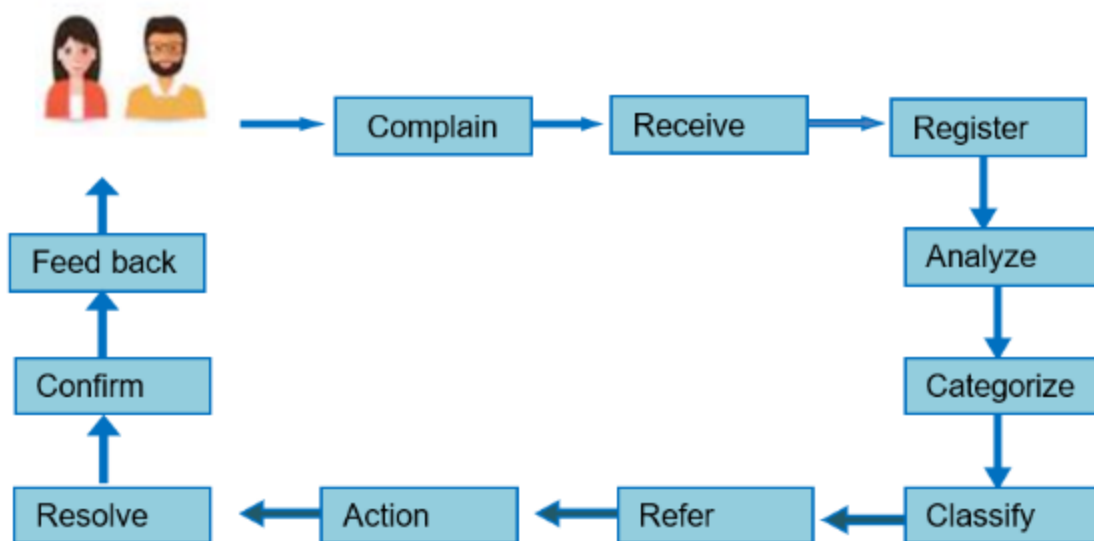 Complain
Receive
Register
Analyze
Categorize
Classify
Refer
Action
Resolve
Confirm
Feed back